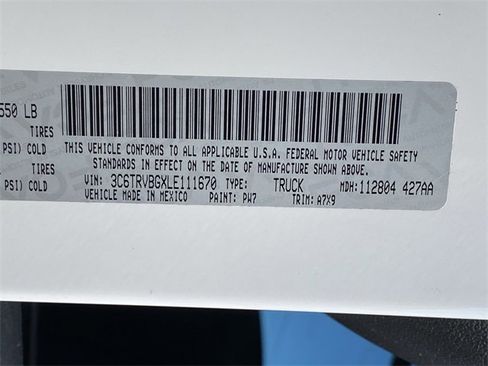 550 LB
TIRES
PSI) COLD
TIRES
PSI) COLD
THIS VEHICLE CONFORMS TO ALL APPLICABLE U.S.A. FEDERAL MOTOR VEHICLE SAFETY
STANDARDS IN EFFECT ON THE DATE OF MANUFACTURE SHOWN ABOVE.
VIN: 3C6TRVBGXLE111670 TYPE: TRUCK MDH: 112804 427AA
VEHICLE MADE IN MEXICO PAINT: PW7 TRIM: A7X9